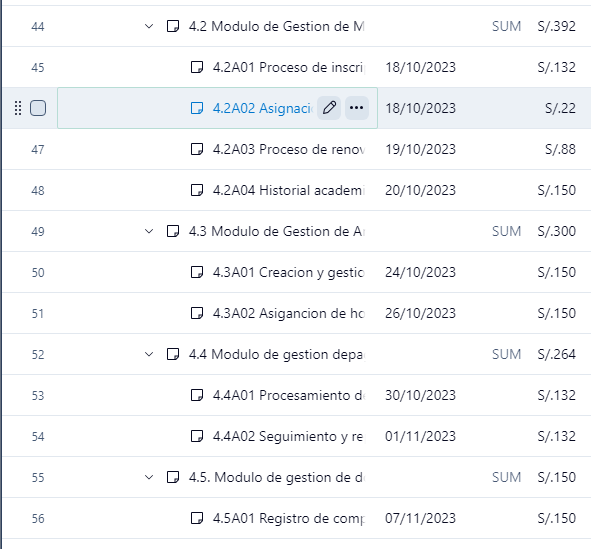 44 4.2 Modulo de Gestion de M SUM S/.392
45 4.2A01 Proceso de inscri 18/10/2023 S/.132
4.2A02 Asignaci 18/10/2023 S/.22
47 4.2A03 Proceso de renov 19/10/2023 S/.88
48 4.2A04 Historial academi 20/10/2023 S/.150
49 4.3 Modulo de Gestion de A SUM S/.300
50 4.3A01 Creacion y gestic 24/10/2023 S/.150
51 4.3A02 Asigancion de ho 26/10/2023 S/.150
52 4.4 Modulo de gestion depa SUM S/.264
53 4.4A01 Procesamiento d 30/10/2023 S/.132
54 4.4A02 Seguimiento y re 01/11/2023 S/.132
55 4.5. Modulo de gestion de d SUM S/.150
56 4.5A01 Registro de comp 07/11/2023 S/.150